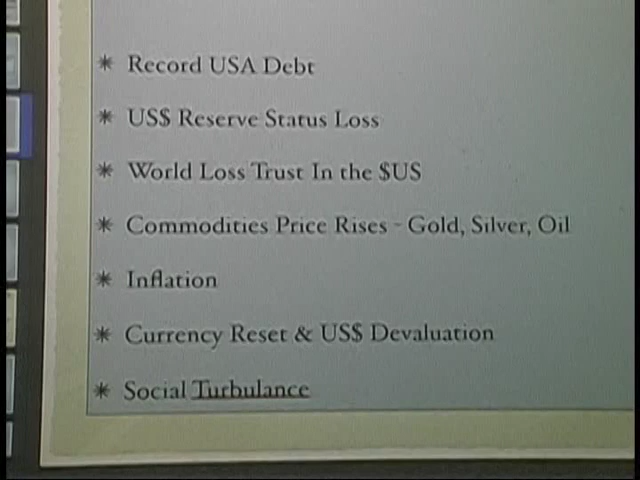 * Record USA Debt
* US$ Reserve Status Loss
* World Loss Trust In the $US
* Commodities Price Rises - Gold, Silver, Oil
* Inflation
* Currency Reset & US$ Devaluation
* Social Turbulance